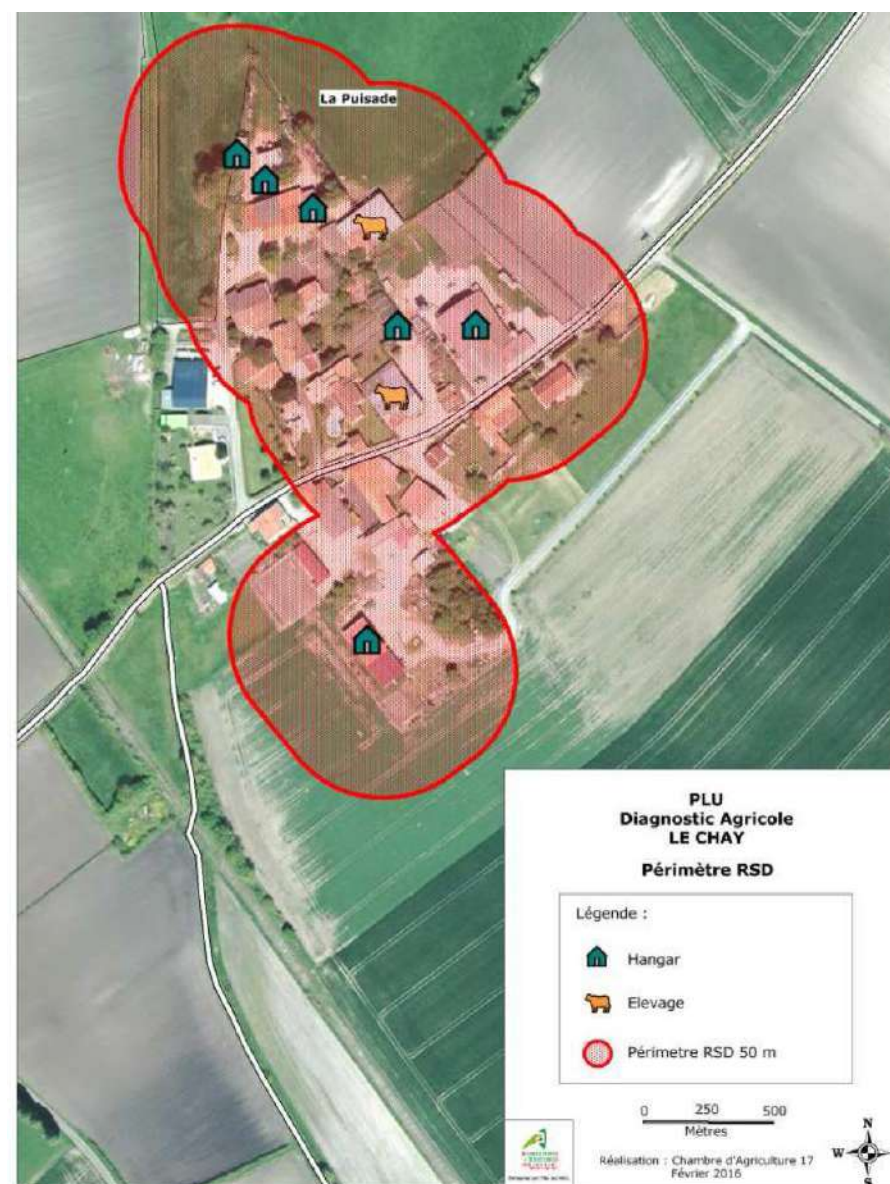 La Puisade
PLU
Diagnostic Agricole
LE CHAY
Périmètre RSD
Légende :
Hangar
Elevage
Périmetre RSD 50 m
0 250 500
Mètres
Réalisation : Chambre d'Agriculture 17
Février 2016
N
W
S